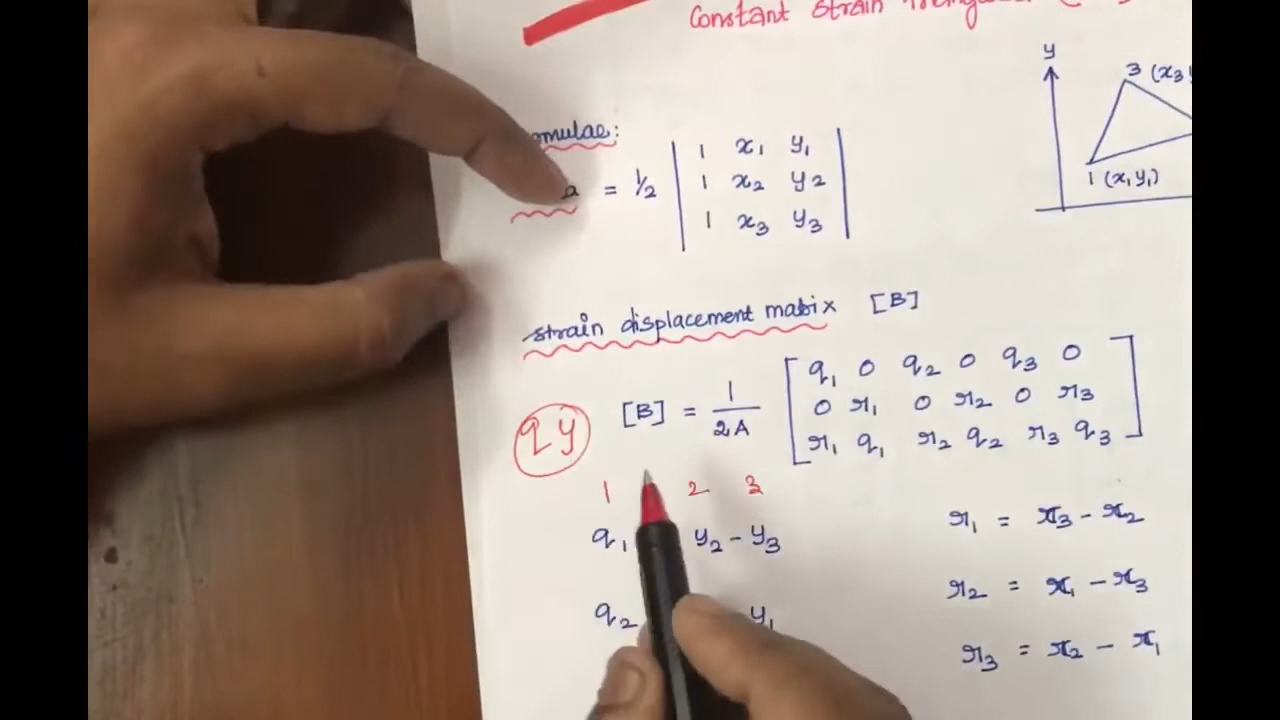 Constant Strain
y
3 (x3
1 (x1 y1)
a = 1/2 | 1 x1 y1 |
| 1 x2 y2 |
| 1 x3 y3 |
strain displacement matrix [B]
[B] = 1/2A [ q1 0 q2 0 q3 0 ]
[ 0 r1 0 r2 0 r3 ]
[ r1 q1 r2 q2 r3 q3 ]
q y
1 2 3
q1 y2 - y3
r1 = x3 - x2
q2 y1
r2 = x1 - x3
r3 = x2 - x1